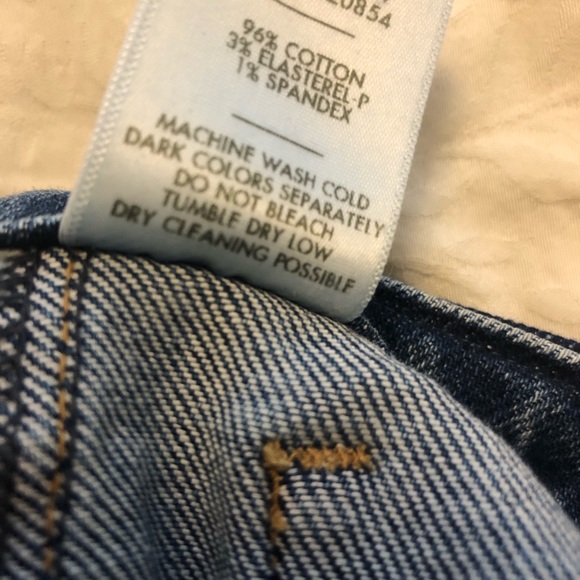 20854
96% COTTON
3% ELASTEREL-P
1% SPANDEX
MACHINE WASH COLD
DARK COLORS SEPARATELY
DO NOT BLEACH
TUMBLE DRY LOW
DRY CLEANING POSSIBLE